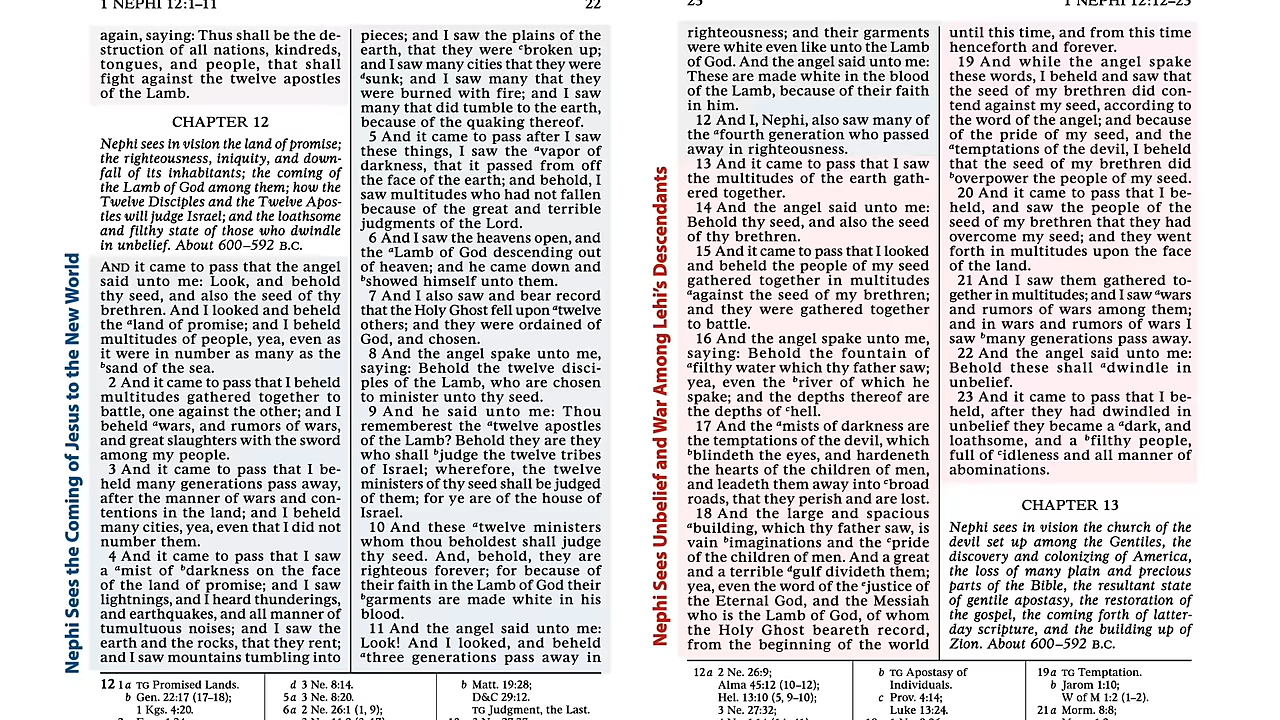 1 NEPHI 12:1–11
22
again, saying: Thus shall be the de-
struction of all nations, kindreds,
tongues, and people, that shall
fight against the twelve apostles
of the Lamb.
CHAPTER 12
Nephi sees in vision the land of promise;
the righteousness, iniquity, and down-
fall of its inhabitants; the coming of
the Lamb of God among them; how the
Twelve Disciples and the Twelve Apos-
tles will judge Israel; and the loathsome
and filthy state of those who dwindle
in unbelief. About 600–592 B.C.
Nephi Sees the Coming of Jesus to the New World
AND it came to pass that the angel
said unto me: Look, and behold
thy seed, and also the seed of thy
brethren. And I looked and beheld
the aland of promise; and I beheld
multitudes of people, yea, even as
it were in number as many as the
bsand of the sea.
2 And it came to pass that I beheld
multitudes gathered together to
battle, one against the other; and I
beheld awars, and rumors of wars,
and great slaughters with the sword
among my people.
3 And it came to pass that I be-
held many generations pass away,
after the manner of wars and con-
tentions in the land; and I beheld
many cities, yea, even that I did not
number them.
4 And it came to pass that I saw
a amist of bdarkness on the face
of the land of promise; and I saw
lightnings, and I heard thunderings,
and earthquakes, and all manner of
tumultuous noises; and I saw the
earth and the rocks, that they rent;
and I saw mountains tumbling into
pieces; and I saw the plains of the
earth, that they were cbroken up;
and I saw many cities that they were
dsunk; and I saw many that they
were burned with fire; and I saw
many that did tumble to the earth,
because of the quaking thereof.
5 And it came to pass after I saw
these things, I saw the avapor of
darkness, that it passed from off
the face of the earth; and behold, I
saw multitudes who had not fallen
because of the great and terrible
judgments of the Lord.
6 And I saw the heavens open, and
the aLamb of God descending out
of heaven; and he came down and
bshowed himself unto them.
7 And I also saw and bear record
that the Holy Ghost fell upon atwelve
others; and they were ordained of
God, and chosen.
8 And the angel spake unto me,
saying: Behold the twelve disci-
ples of the Lamb, who are chosen
to minister unto thy seed.
9 And he said unto me: Thou
rememberest the atwelve apostles
of the Lamb? Behold they are they
who shall bjudge the twelve tribes
of Israel; wherefore, the twelve
ministers of thy seed shall be judged
of them; for ye are of the house of
Israel.
10 And these atwelve ministers
whom thou beholdest shall judge
thy seed. And, behold, they are
righteous forever; for because of
their faith in the Lamb of God their
bgarments are made white in his
blood.
11 And the angel said unto me:
Look! And I looked, and beheld
athree generations pass away in
12 1a TG Promised Lands.
b Gen. 22:17 (17–18);
1 Kgs. 4:20.
d 3 Ne. 8:14.
5a 3 Ne. 8:20.
6a 2 Ne. 26:1 (1, 9);
b Matt. 19:28;
D&C 29:12.
TG Judgment, the Last.
23
1 NEPHI 12:12–23
righteousness; and their garments
were white even like unto the Lamb
of God. And the angel said unto me:
These are made white in the blood
of the Lamb, because of their faith
in him.
12 And I, Nephi, also saw many of
the afourth generation who passed
away in righteousness.
Nephi Sees Unbelief and War Among Lehi's Descendants
13 And it came to pass that I saw
the multitudes of the earth gath-
ered together.
14 And the angel said unto me:
Behold thy seed, and also the seed
of thy brethren.
15 And it came to pass that I looked
and beheld the people of my seed
gathered together in multitudes
aagainst the seed of my brethren;
and they were gathered together
to battle.
16 And the angel spake unto me,
saying: Behold the fountain of
afilthy water which thy father saw;
yea, even the briver of which he
spake; and the depths thereof are
the depths of chell.
17 And the amists of darkness are
the temptations of the devil, which
bblindeth the eyes, and hardeneth
the hearts of the children of men,
and leadeth them away into cbroad
roads, that they perish and are lost.
18 And the large and spacious
abuilding, which thy father saw, is
vain bimaginations and the cpride
of the children of men. And a great
and a terrible dgulf divideth them;
yea, even the word of the ejustice of
the Eternal God, and the Messiah
who is the Lamb of God, of whom
the Holy Ghost beareth record,
from the beginning of the world
until this time, and from this time
henceforth and forever.
19 And while the angel spake
these words, I beheld and saw that
the seed of my brethren did con-
tend against my seed, according to
the word of the angel; and because
of the pride of my seed, and the
atemptations of the devil, I beheld
that the seed of my brethren did
boverpower the people of my seed.
20 And it came to pass that I be-
held, and saw the people of the
seed of my brethren that they had
overcome my seed; and they went
forth in multitudes upon the face
of the land.
21 And I saw them gathered to-
gether in multitudes; and I saw awars
and rumors of wars among them;
and in wars and rumors of wars I
saw bmany generations pass away.
22 And the angel said unto me:
Behold these shall adwindle in
unbelief.
23 And it came to pass that I be-
held, after they had dwindled in
unbelief they became a adark, and
loathsome, and a bfilthy people,
full of cidleness and all manner of
abominations.
CHAPTER 13
Nephi sees in vision the church of the
devil set up among the Gentiles, the
discovery and colonizing of America,
the loss of many plain and precious
parts of the Bible, the resultant state
of gentile apostasy, the restoration of
the gospel, the coming forth of latter-
day scripture, and the building up of
Zion. About 600–592 B.C.
12a 2 Ne. 26:9;
Alma 45:12 (10–12);
Hel. 13:10 (5, 9–10);
3 Ne. 27:32;
b TG Apostasy of
Individuals.
c Prov. 4:14;
Luke 13:24.
19a TG Temptation.
b Jarom 1:10;
W of M 1:2 (1–2).
21a Morm. 8:8;